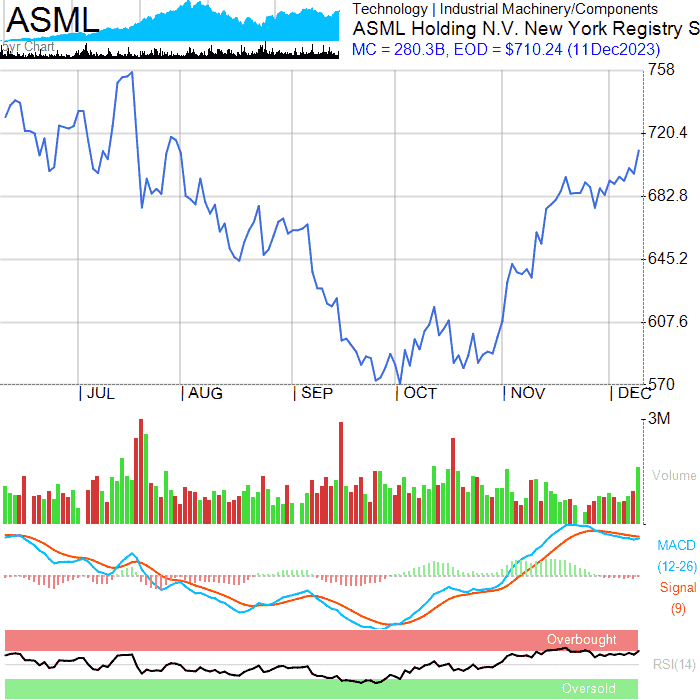 ASML
5yr Chart
Technology | Industrial Machinery/Components
ASML Holding N.V. New York Registry S
MC = 280.3B, EOD = $710.24 (11Dec2023)
758
720.4
682.8
645.2
607.6
570
| JUL | AUG | SEP | OCT | NOV | DEC
3M
Volume
MACD
(12-26)
Signal
(9)
Overbought
RSI(14)
Oversold